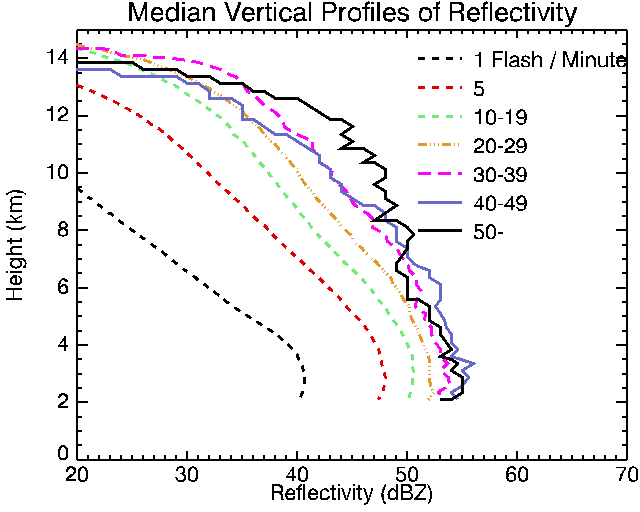 Median Vertical Profiles of Reflectivity
14
12
10
8
6
4
2
0
Height (km)
1 Flash / Minute
5
10-19
20-29
30-39
40-49
50-
20 30 40 50 60 70
Reflectivity (dBZ)